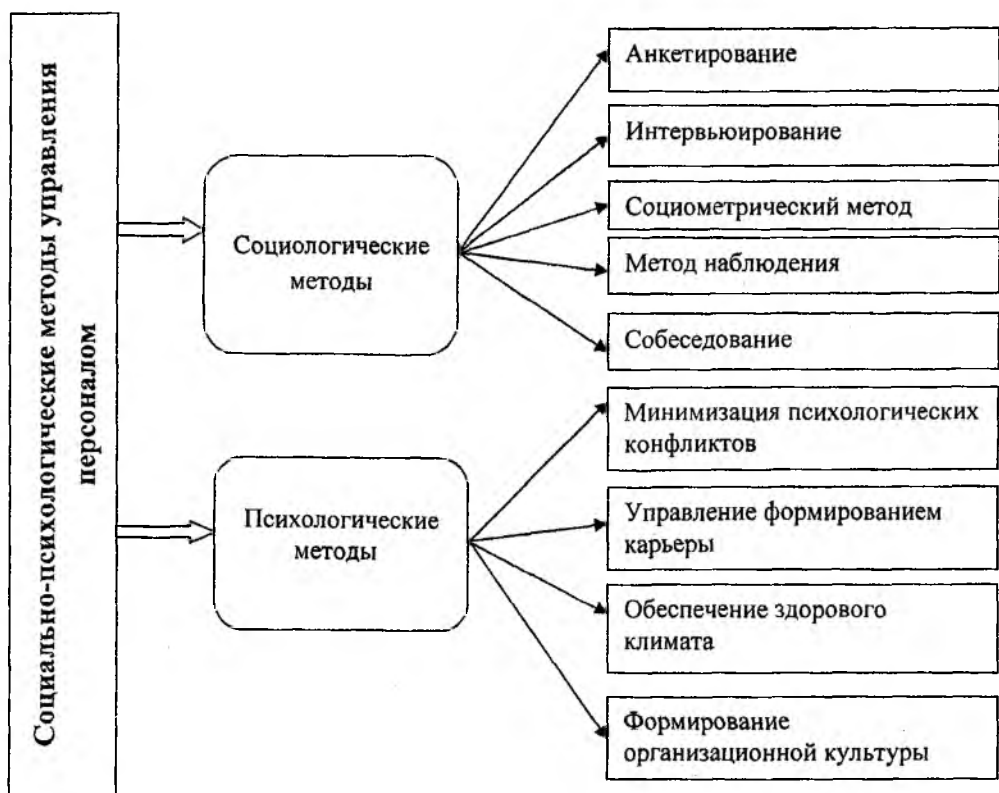 Социально-психологические методы управления
персоналом
Социологические
методы
Анкетирование
Интервьюирование
Социометрический метод
Метод наблюдения
Собеседование
Психологические
методы
Минимизация психологических
конфликтов
Управление формированием
карьеры
Обеспечение здорового
климата
Формирование
организационной культуры